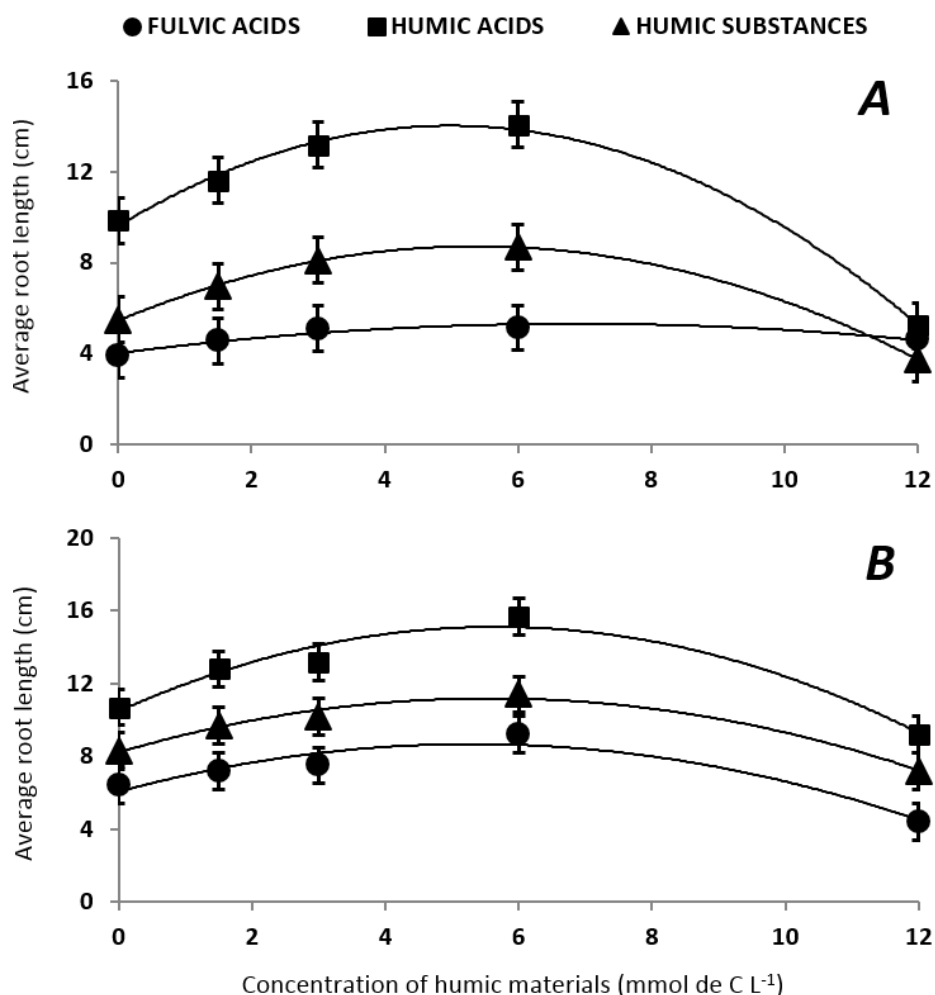 FULVIC ACIDS HUMIC ACIDS HUMIC SUBSTANCES
A
Average root length (cm)
16
12
8
4
0
0 2 4 6 8 10 12
B
Average root length (cm)
20
16
12
8
4
0
0 2 4 6 8 10 12
Concentration of humic materials (mmol de C L⁻¹)